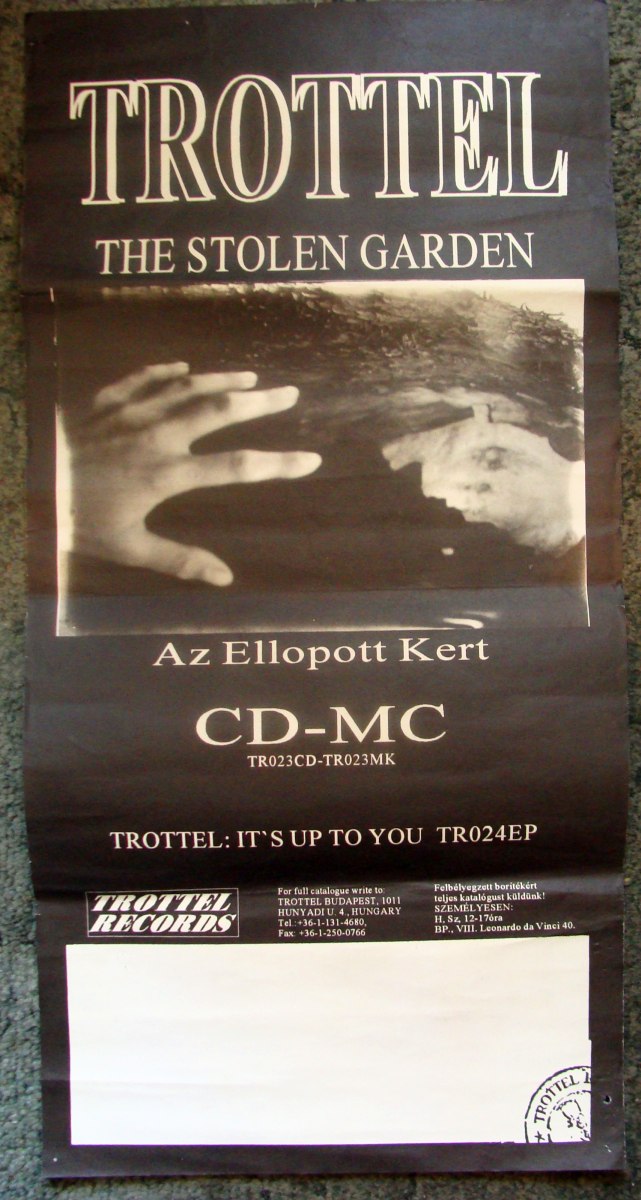 TROTTEL
THE STOLEN GARDEN
Az Ellopott Kert
CD-MC
TR023CD-TR023MK
TROTTEL: IT`S UP TO YOU TR024EP
TROTTEL
RECORDS
For full catalogue write to:
TROTTEL BUDAPEST, 1011
HUNYADI U. 4., HUNGARY
Tel.:+36-1-131-4680,
Fax: +36-1-250-0766
Felbélyegzett borítékért
teljes katalógust küldünk!
SZEMÉLYESEN:
H, Sz, 12-17óra
BP., VIII. Leonardo da Vinci 40.
TROTTEL